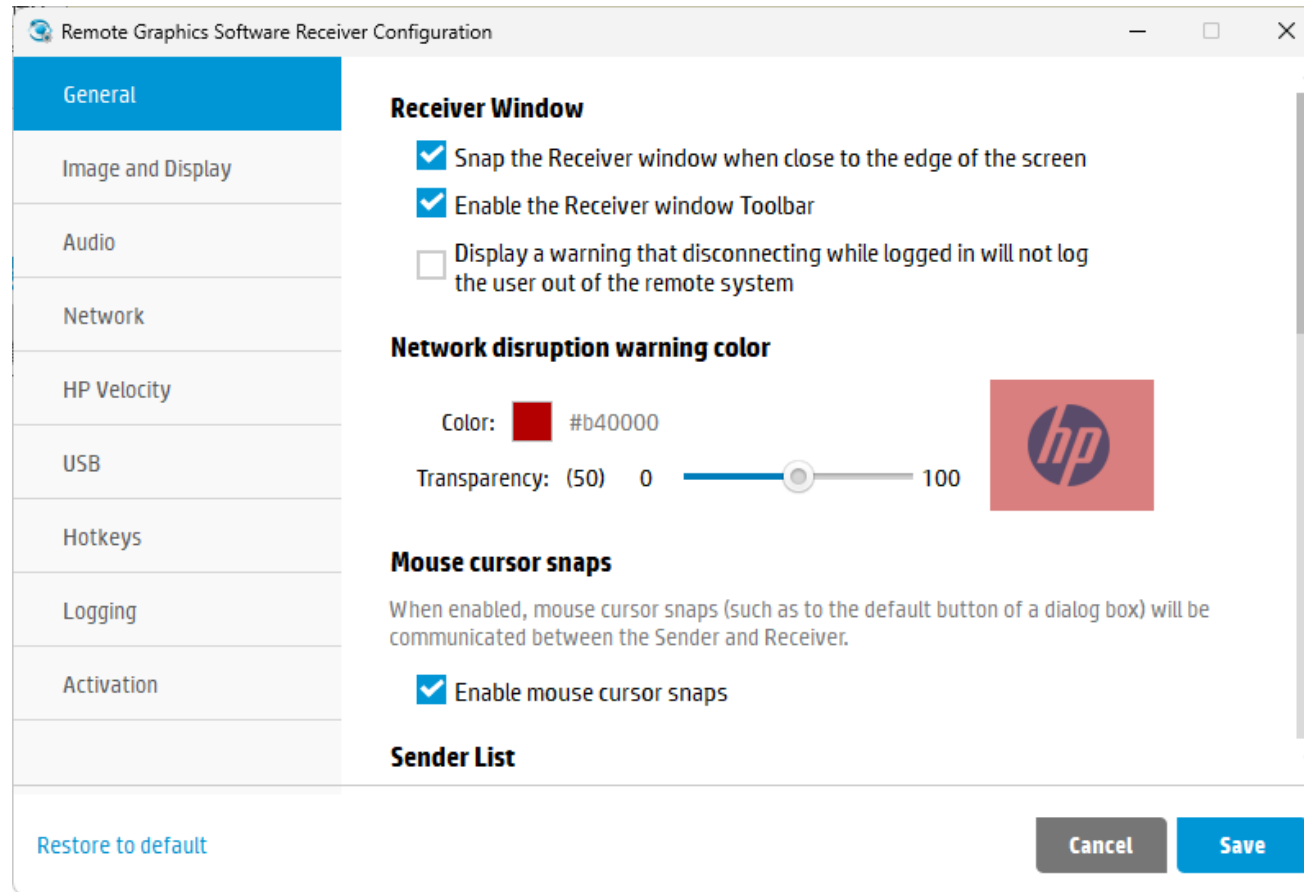 Remote Graphics Software Receiver Configuration
General
Image and Display
Audio
Network
HP Velocity
USB
Hotkeys
Logging
Activation
Receiver Window
Snap the Receiver window when close to the edge of the screen
Enable the Receiver window Toolbar
Display a warning that disconnecting while logged in will not log
the user out of the remote system
Network disruption warning color
Color: #b40000
Transparency: (50) 0 100
hp
Mouse cursor snaps
When enabled, mouse cursor snaps (such as to the default button of a dialog box) will be
communicated between the Sender and Receiver.
Enable mouse cursor snaps
Sender List
Restore to default
Cancel
Save